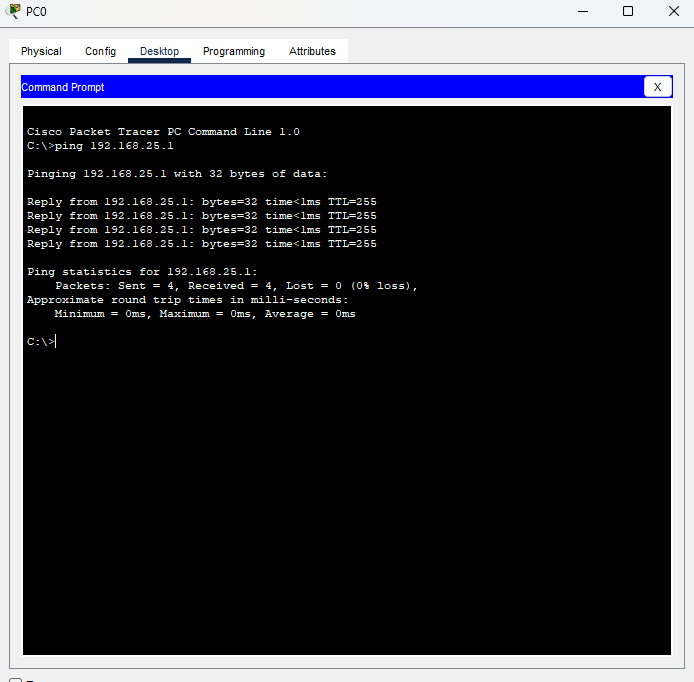 PC0
Physical Config Desktop Programming Attributes
Command Prompt
X
Cisco Packet Tracer PC Command Line 1.0
C:\>ping 192.168.25.1
Pinging 192.168.25.1 with 32 bytes of data:
Reply from 192.168.25.1: bytes=32 time<1ms TTL=255
Reply from 192.168.25.1: bytes=32 time<1ms TTL=255
Reply from 192.168.25.1: bytes=32 time<1ms TTL=255
Reply from 192.168.25.1: bytes=32 time<1ms TTL=255
Ping statistics for 192.168.25.1:
    Packets: Sent = 4, Received = 4, Lost = 0 (0% loss),
Approximate round trip times in milli-seconds:
    Minimum = 0ms, Maximum = 0ms, Average = 0ms
C:\>